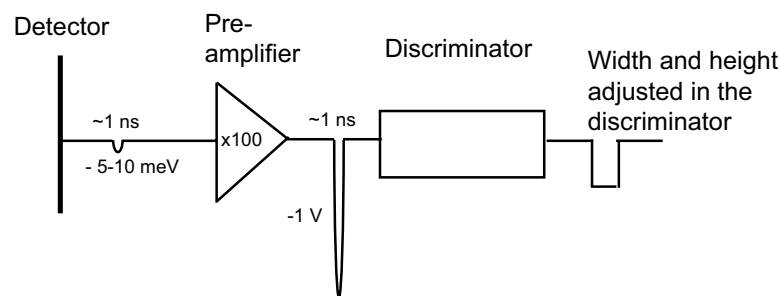 Detector
Pre-
amplifier
Discriminator
Width and height
adjusted in the
discriminator
~1 ns
- 5-10 meV
x100
~1 ns
-1 V